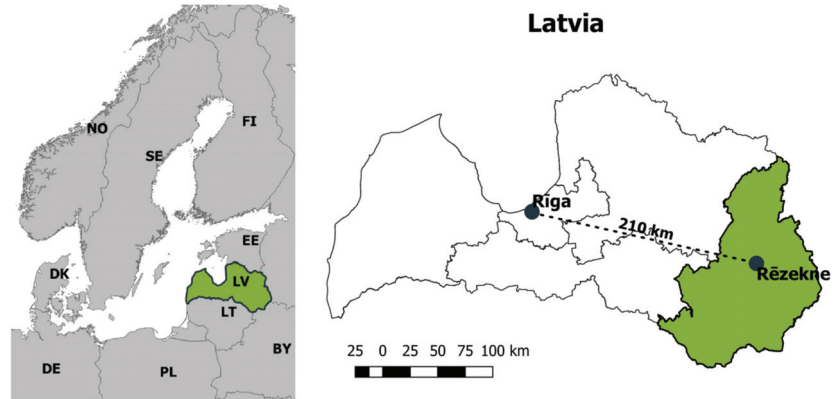 NO
SE
FI
EE
DK
LV
LT
DE
PL
BY
Latvia
Rīga
210 km
Rēzekne
25 0 25 50 75 100 km